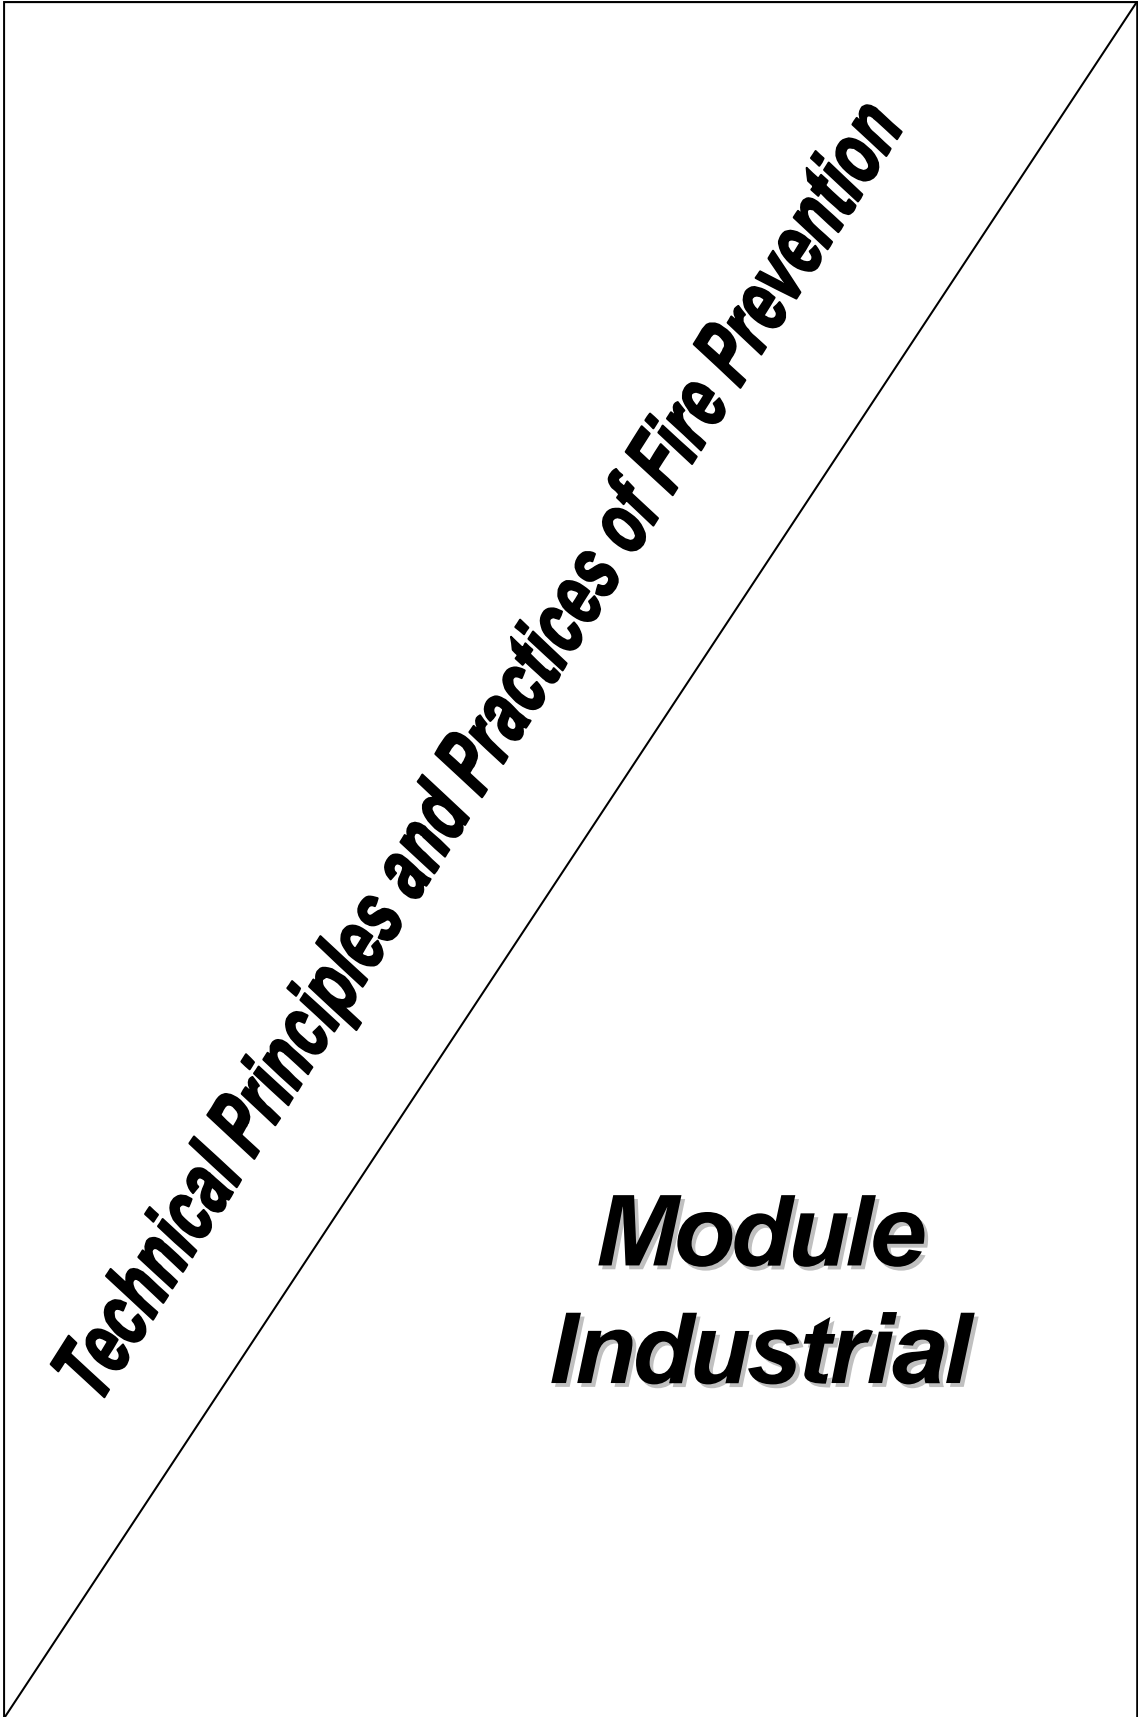 Technical Principles and Practices of Fire Prevention
Module
Industrial